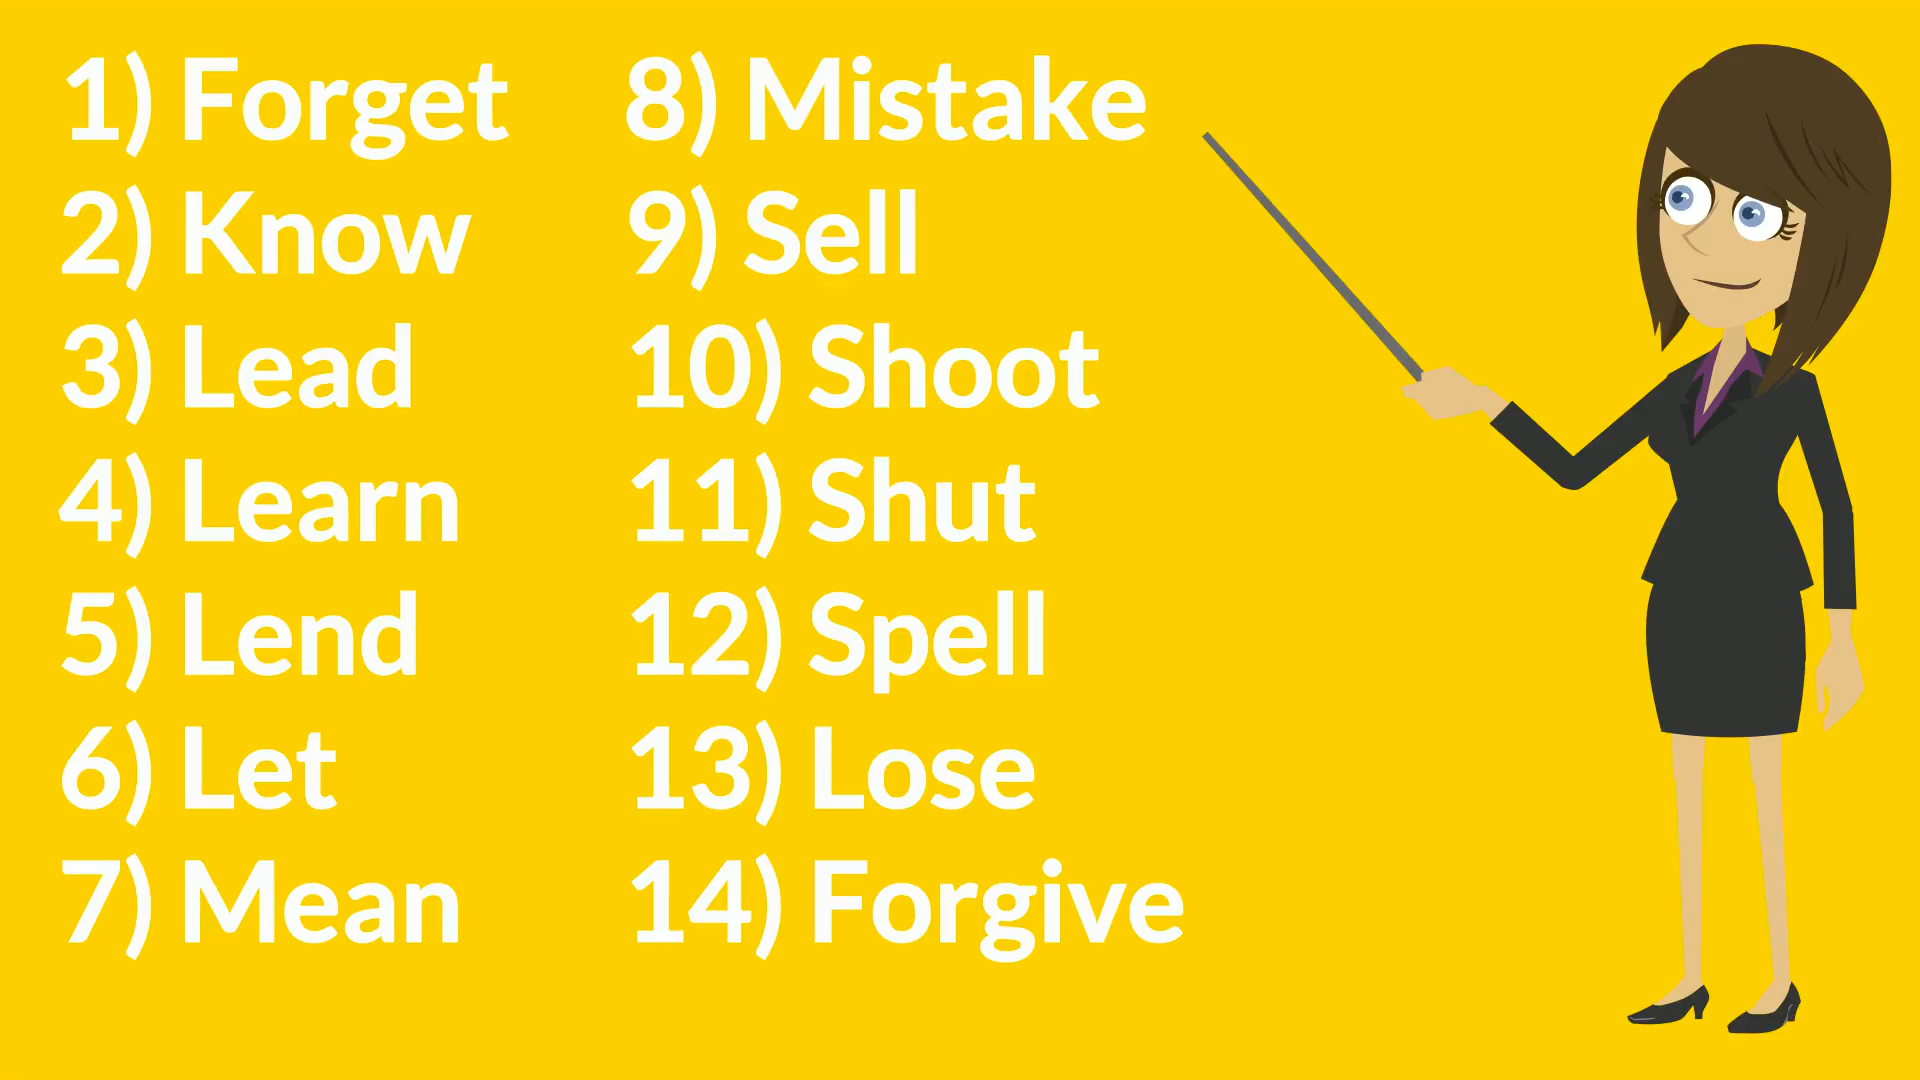 1) Forget
2) Know
3) Lead
4) Learn
5) Lend
6) Let
7) Mean
8) Mistake
9) Sell
10) Shoot
11) Shut
12) Spell
13) Lose
14) Forgive